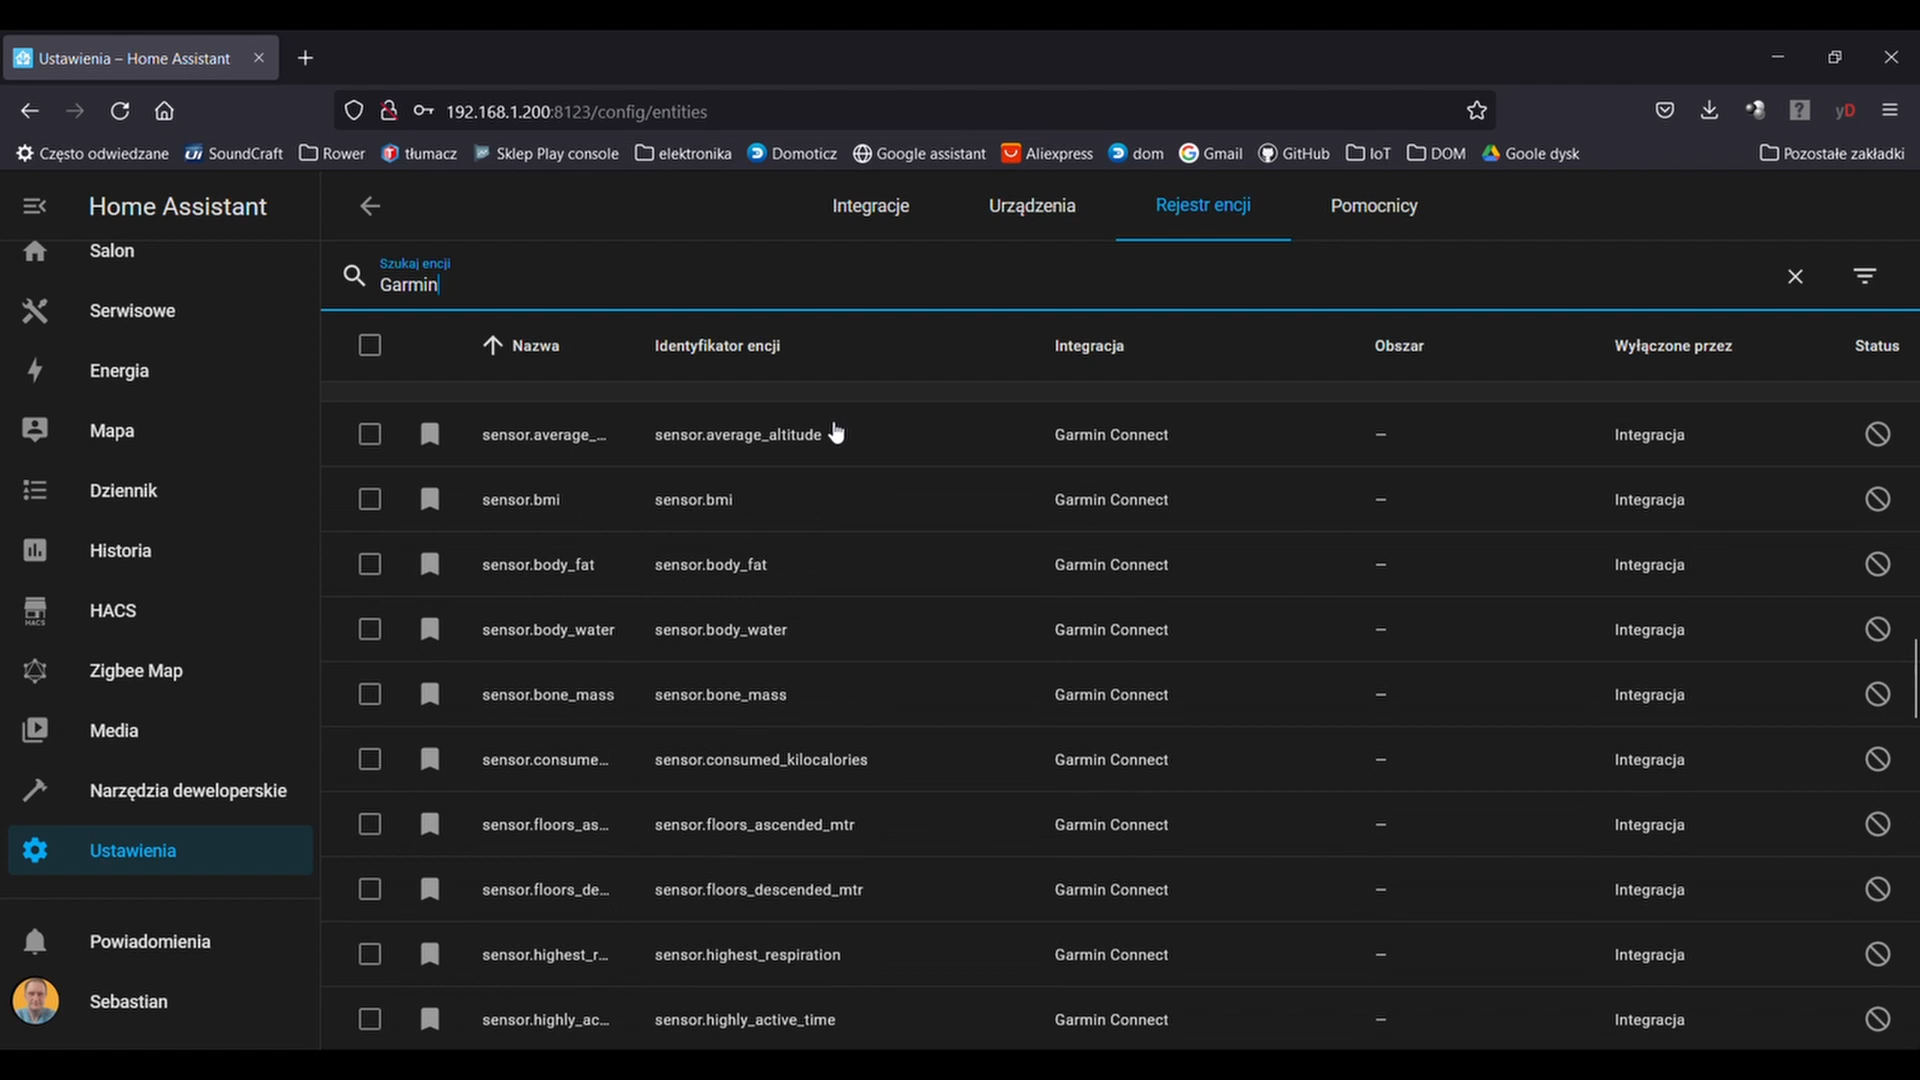 Ustawienia – Home Assistant
192.168.1.200:8123/config/entities
yD
Często odwiedzane SoundCraft Rower tłumacz Sklep Play console elektronika Domoticz Google assistant Aliexpress dom Gmail GitHub IoT DOM Goole dysk Pozostałe zakładki
Home Assistant
Integracje Urządzenia Rejestr encji Pomocnicy
Salon
Serwisowe
Energia
Mapa
Dziennik
Historia
HACS
HACS
Zigbee Map
Media
Narzędzia deweloperskie
Ustawienia
Powiadomienia
Sebastian
Szukaj encji
Garmin
Nazwa Identyfikator encji Integracja Obszar Wyłączone przez Status
sensor.average_... sensor.average_altitude Garmin Connect – Integracja
sensor.bmi sensor.bmi Garmin Connect – Integracja
sensor.body_fat sensor.body_fat Garmin Connect – Integracja
sensor.body_water sensor.body_water Garmin Connect – Integracja
sensor.bone_mass sensor.bone_mass Garmin Connect – Integracja
sensor.consume... sensor.consumed_kilocalories Garmin Connect – Integracja
sensor.floors_as... sensor.floors_ascended_mtr Garmin Connect – Integracja
sensor.floors_de... sensor.floors_descended_mtr Garmin Connect – Integracja
sensor.highest_r... sensor.highest_respiration Garmin Connect – Integracja
sensor.highly_ac... sensor.highly_active_time Garmin Connect – Integracja